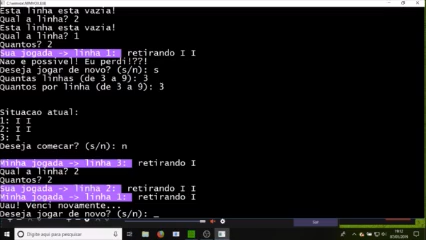 Esta linha esta vazia!
Qual a linha? 2
Esta linha esta vazia!
Qual a linha? 1
Quantos? 2
Sua jogada -> linha 1: retirando I I
Nao e possivel! Eu perdi!??!
Deseja jogar de novo? (s/n): s
Quantas linhas (de 3 a 9): 3
Quantos por linha (de 3 a 9): 3
Situacao atual:
1: I I
2: I I
3: I
Deseja comecar? (s/n): n
Minha jogada -> linha 3: retirando I
Qual a linha? 2
Quantos? 2
Sua jogada -> linha 2: retirando I I
Minha jogada -> linha 1: retirando I
Uau! Venci novamente...
Deseja jogar de novo? (s/n): _
Digite aqui para pesquisar